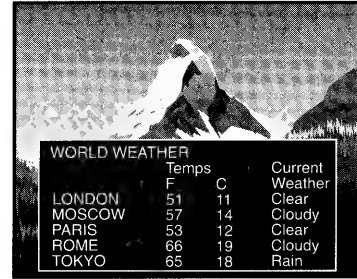 WORLD WEATHER
Temps Current
F C Weather
LONDON 51 11 Clear
MOSCOW 57 14 Cloudy
PARIS 53 12 Clear
ROME 66 19 Cloudy
TOKYO 65 18 Rain